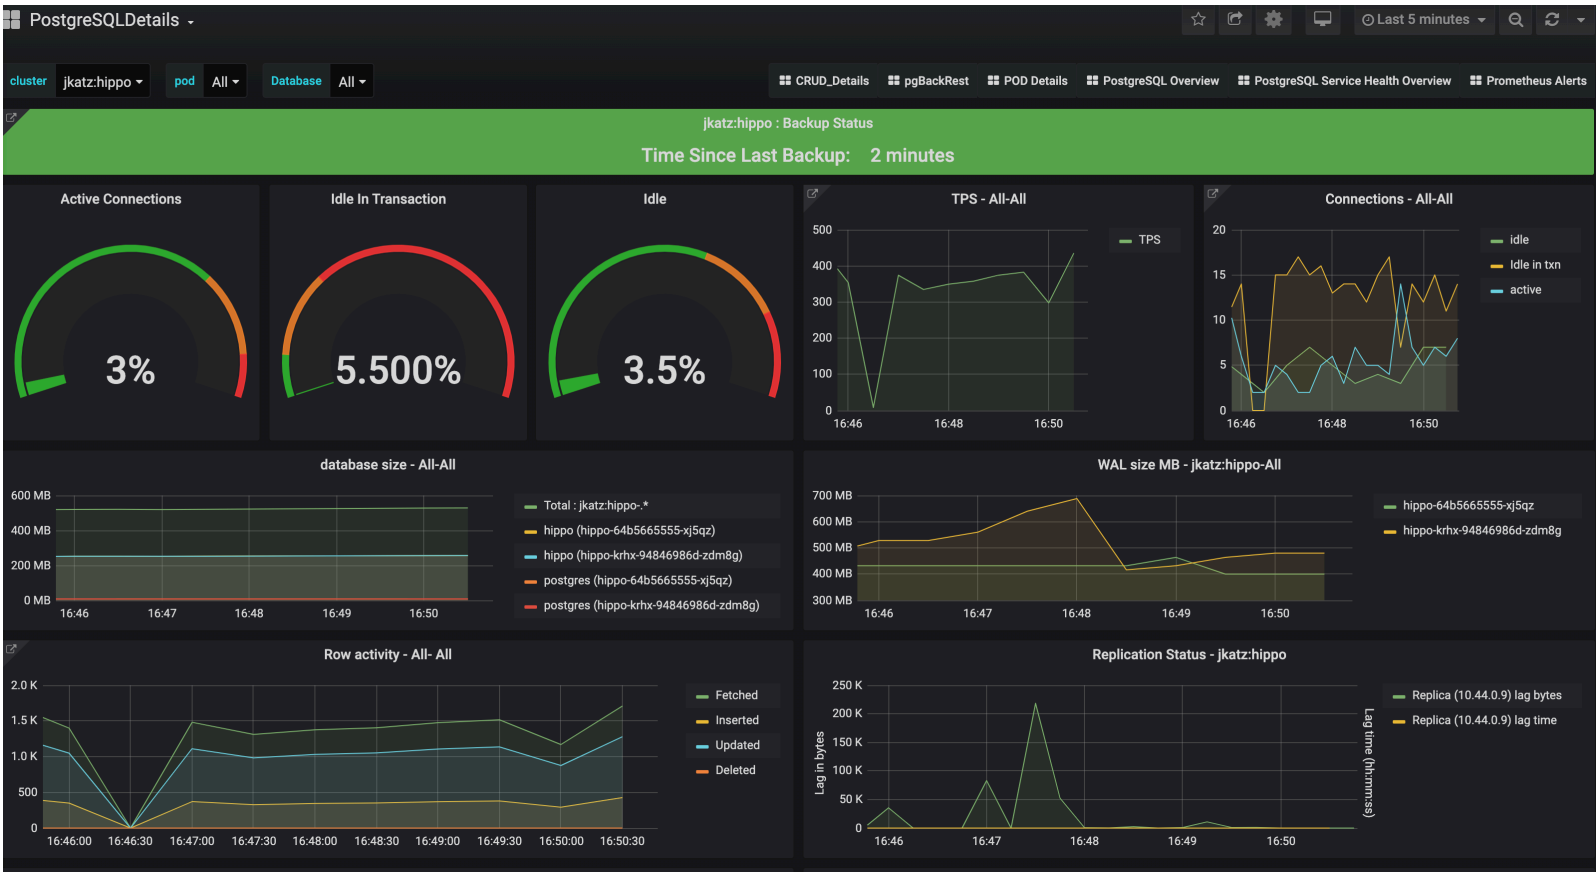 PostgreSQLDetails
Last 5 minutes
cluster jkatz:hippo pod All Database All
CRUD_Details pgBackRest POD Details PostgreSQL Overview PostgreSQL Service Health Overview Prometheus Alerts
jkatz:hippo : Backup Status
Time Since Last Backup: 2 minutes
Active Connections
3%
Idle In Transaction
5.500%
Idle
3.5%
TPS - All-All
500
400
300
200
100
0
16:46 16:48 16:50
TPS
Connections - All-All
20
15
10
5
0
16:46 16:48 16:50
idle
Idle in txn
active
database size - All-All
600 MB
400 MB
200 MB
0 MB
16:46 16:47 16:48 16:49 16:50
Total : jkatz:hippo-.*
hippo (hippo-64b5665555-xj5qz)
hippo (hippo-krhx-94846986d-zdm8g)
postgres (hippo-64b5665555-xj5qz)
postgres (hippo-krhx-94846986d-zdm8g)
WAL size MB - jkatz:hippo-All
700 MB
600 MB
500 MB
400 MB
300 MB
16:46 16:47 16:48 16:49 16:50
hippo-64b5665555-xj5qz
hippo-krhx-94846986d-zdm8g
Row activity - All- All
2.0 K
1.5 K
1.0 K
500
0
16:46:00 16:46:30 16:47:00 16:47:30 16:48:00 16:48:30 16:49:00 16:49:30 16:50:00 16:50:30
Fetched
Inserted
Updated
Deleted
Replication Status - jkatz:hippo
Lag in bytes
250 K
200 K
150 K
100 K
50 K
0
16:46 16:47 16:48 16:49 16:50
Lag time (hh:mm:ss)
Replica (10.44.0.9) lag bytes
Replica (10.44.0.9) lag time